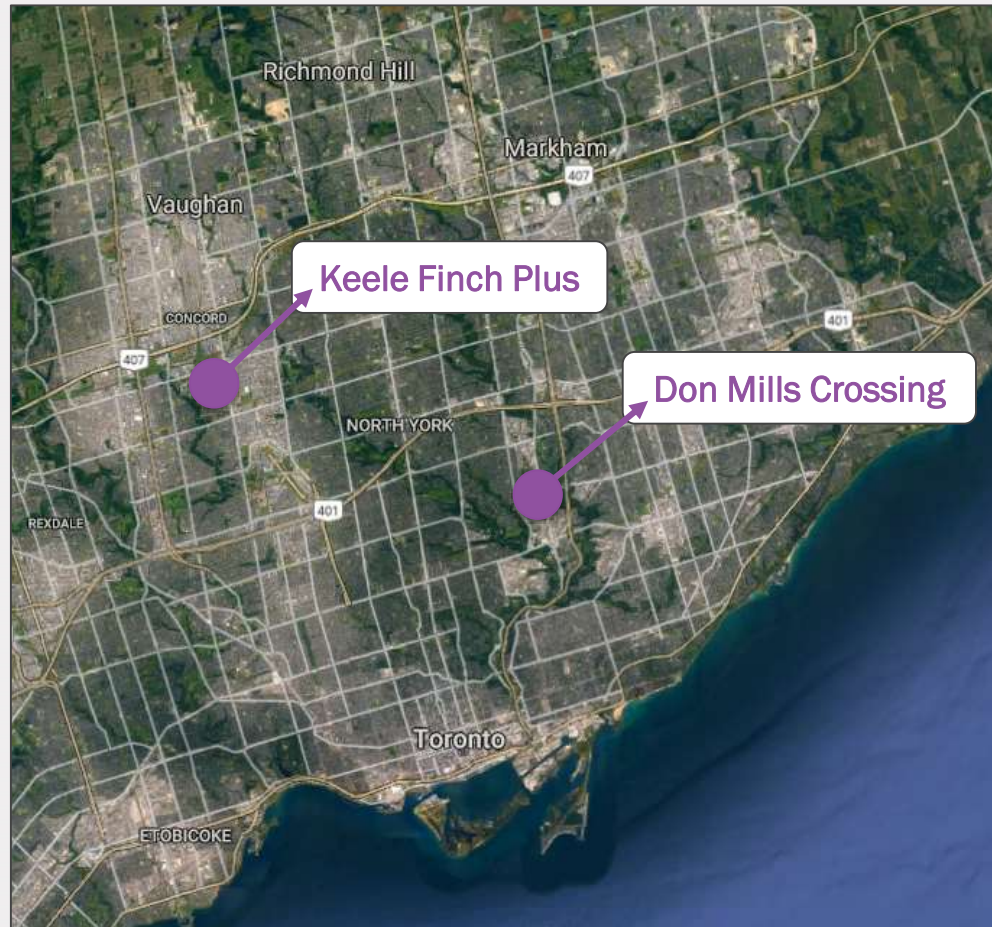 Richmond Hill
Markham
407
Vaughan
Keele Finch Plus
CONCORD
401
407
Don Mills Crossing
NORTH YORK
401
REXDALE
Toronto
ETOBICOKE